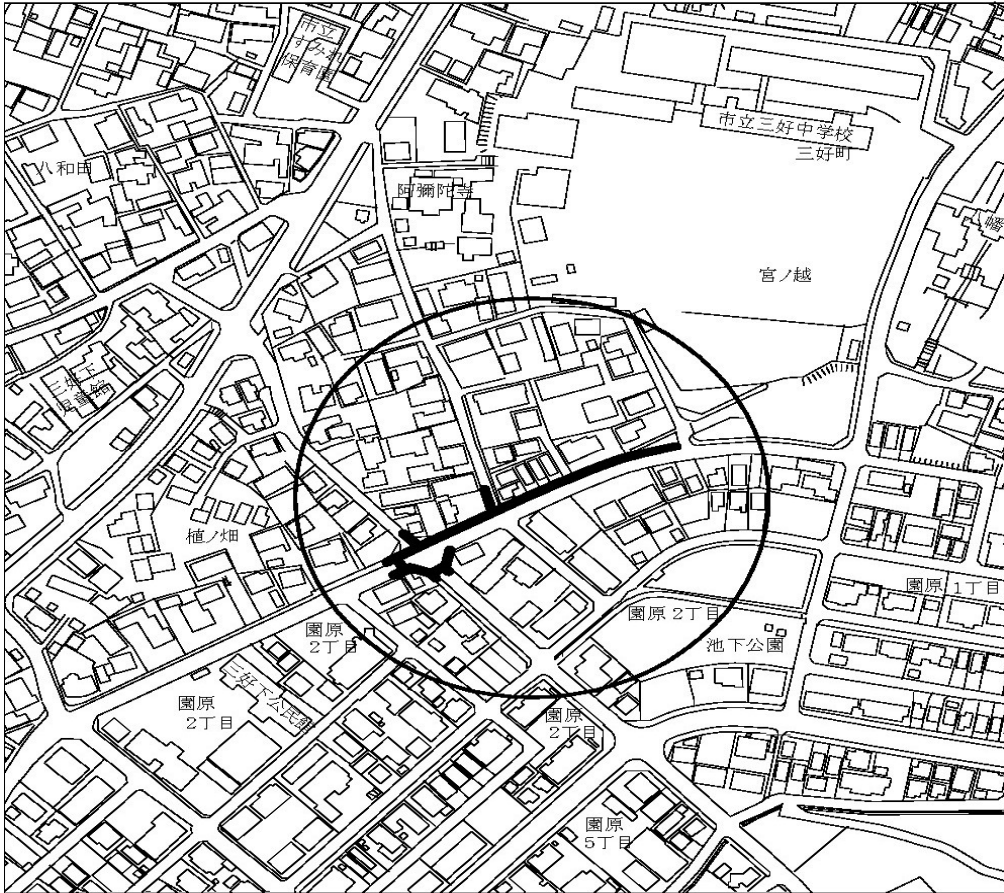 市立
すみれ
保育園
市立三好中学校
三好町
八和田
阿彌陀寺
八幡
宮ノ越
三好下
児童館
植ノ畑
園原 1丁目
園原 2丁目
園原
2丁目
池下公園
三好下公民館
園原
2丁目
園原
2丁目
園原
5丁目